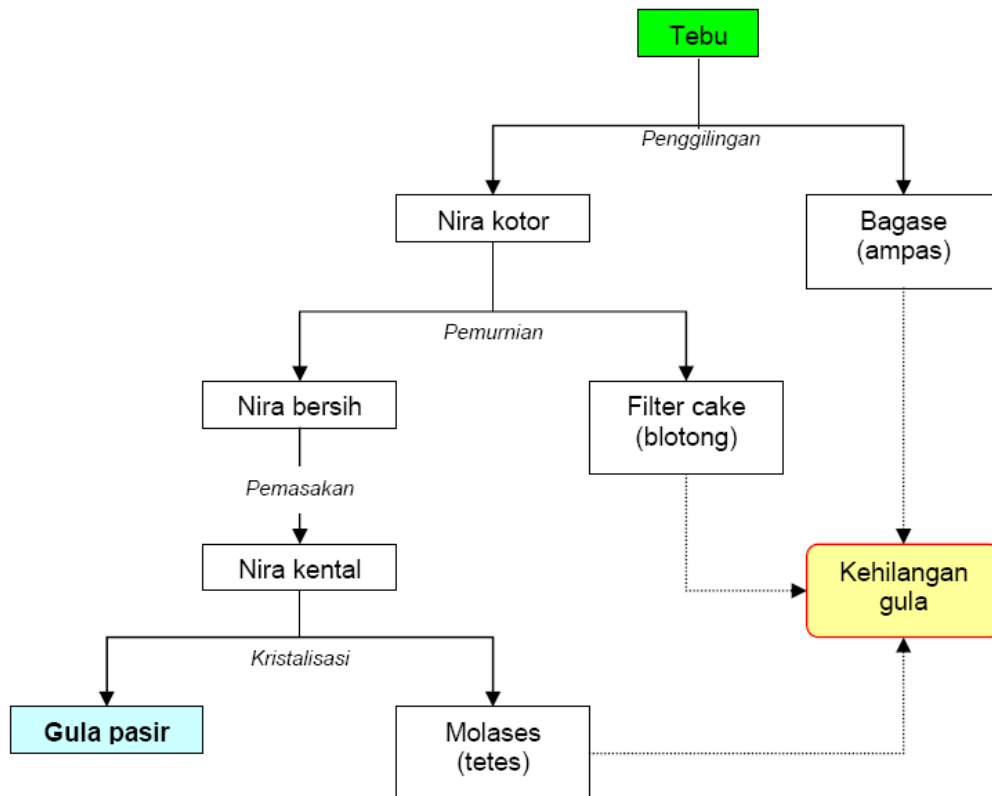 Tebu
Penggilingan
Nira kotor
Bagase
(ampas)
Pemurnian
Nira bersih
Filter cake
(blotong)
Pemasakan
Nira kental
Kehilangan
gula
Kristalisasi
Gula pasir
Molases
(tetes)